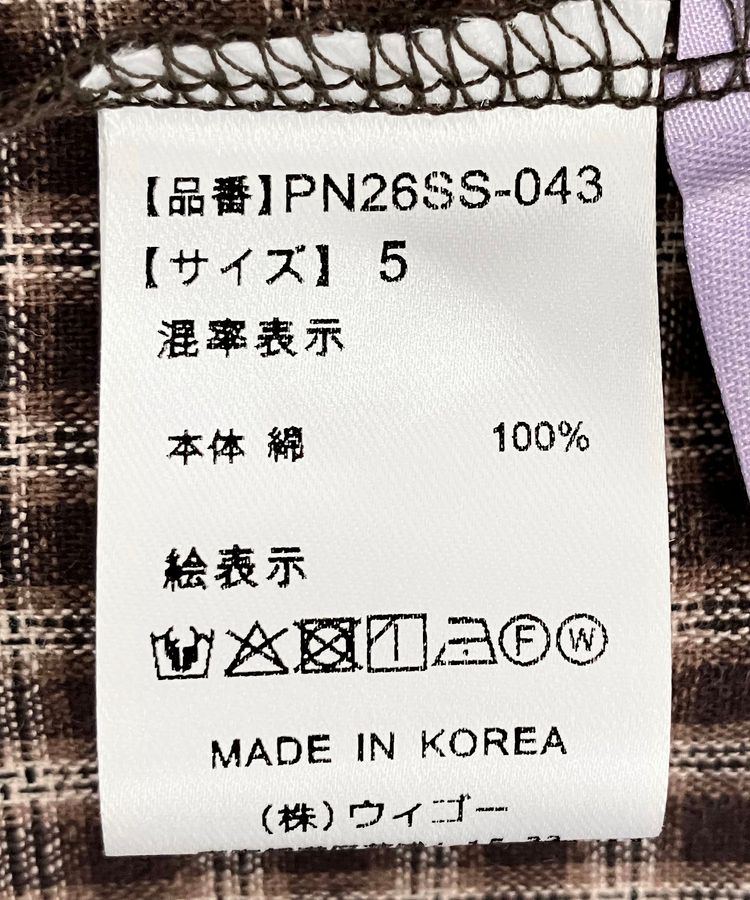 【品番】PN26SS-043
【サイズ】 5
混率表示
本体 綿 100%
絵表示
F W
MADE IN KOREA
(株)ウィゴー